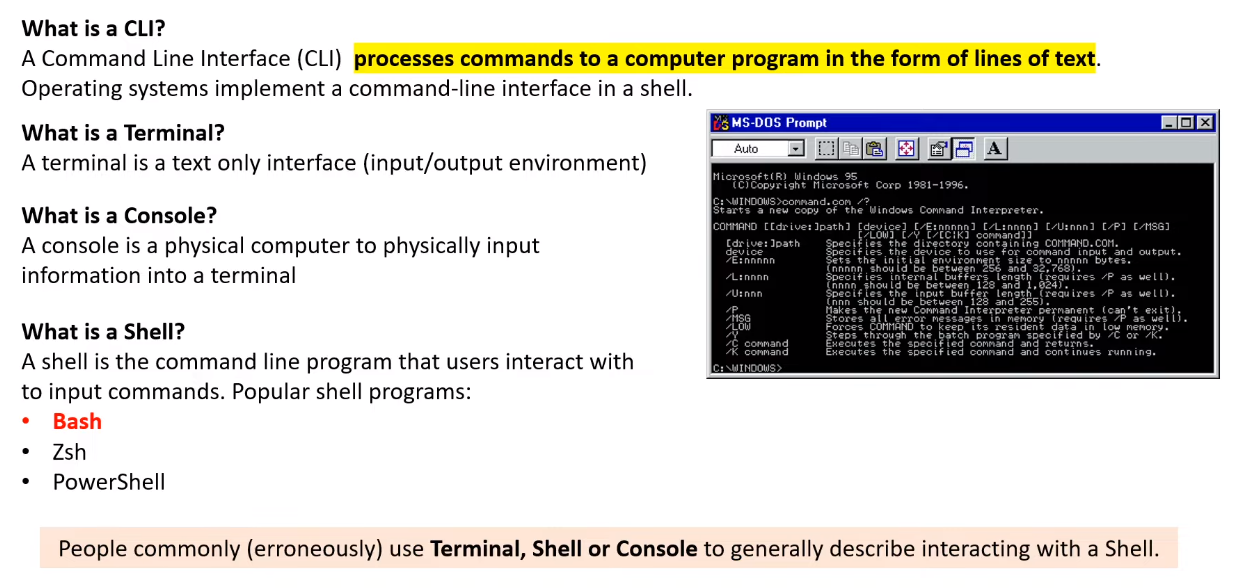 What is a CLI?
A Command Line Interface (CLI) processes commands to a computer program in the form of lines of text.
Operating systems implement a command-line interface in a shell.
What is a Terminal?
A terminal is a text only interface (input/output environment)
What is a Console?
A console is a physical computer to physically input
information into a terminal
What is a Shell?
A shell is the command line program that users interact with
to input commands. Popular shell programs:
• Bash
• Zsh
• PowerShell
MS-DOS Prompt
Auto
A
Microsoft(R) Windows 95
(C)Copyright Microsoft Corp 1981-1996.
C:\WINDOWS>command.com /?
Starts a new copy of the Windows Command Interpreter.
COMMAND [[drive:]path] [device] [/E:nnnnn] [/L:nnnn] [/U:nnn] [/P] [/MSG]
[/LOW] [/Y [/[C|K] command]]
[drive:]path Specifies the directory containing COMMAND.COM.
device Specifies the device to use for command input and output.
/E:nnnnn Sets the initial environment size to nnnnn bytes.
(nnnnn should be between 256 and 32,768).
/L:nnnn Specifies internal buffers length (requires /P as well).
(nnnn should be between 128 and 1,024).
/U:nnn Specifies the input buffer length (requires /P as well).
(nnn should be between 128 and 255).
/P Makes the new Command Interpreter permanent (can't exit).
/MSG Stores all error messages in memory (requires /P as well).
/LOW Forces COMMAND to keep its resident data in low memory.
/Y Steps through the batch program specified by /C or /K.
/C command Executes the specified command and returns.
/K command Executes the specified command and continues running.
C:\WINDOWS>
People commonly (erroneously) use Terminal, Shell or Console to generally describe interacting with a Shell.